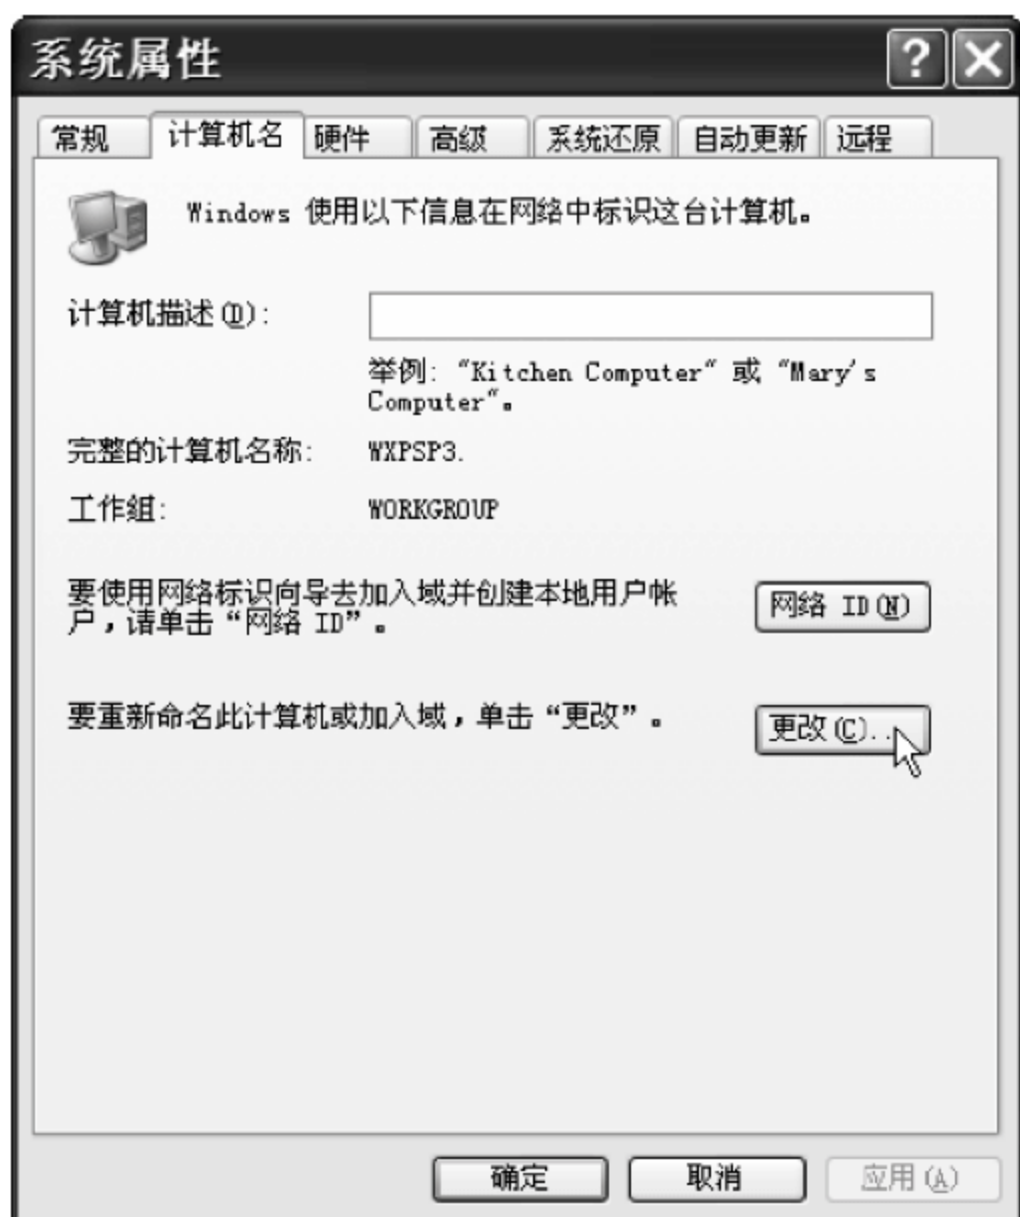 系统属性
常规 计算机名 硬件 高级 系统还原 自动更新 远程
Windows 使用以下信息在网络中标识这台计算机。
计算机描述(D):
举例: "Kitchen Computer" 或 "Mary's
Computer"。
完整的计算机名称: WXPSP3.
工作组: WORKGROUP
要使用网络标识向导去加入域并创建本地用户帐
户，请单击“网络 ID”。
网络 ID(N)
要重新命名此计算机或加入域，单击“更改”。
更改(C)..
确定 取消 应用(A)